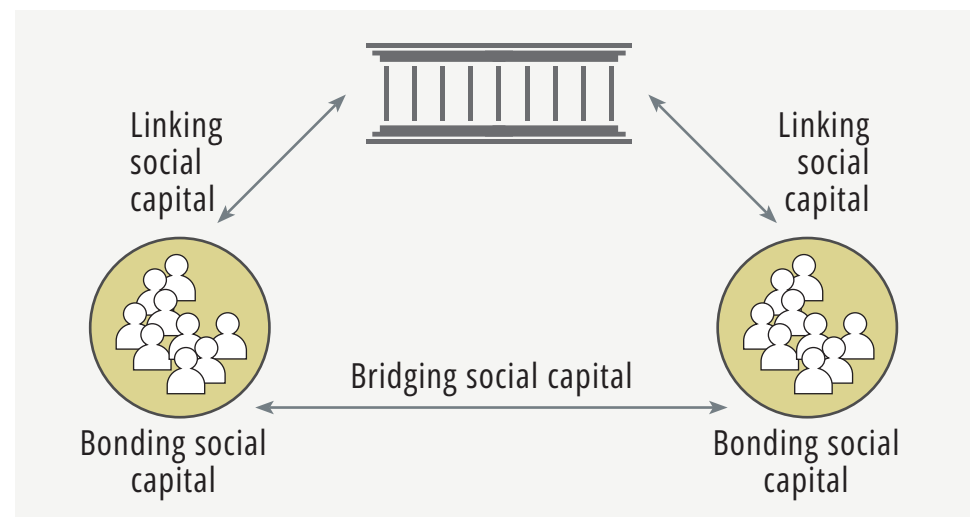 Linking
social
capital
Linking
social
capital
Bridging social capital
Bonding social
capital
Bonding social
capital